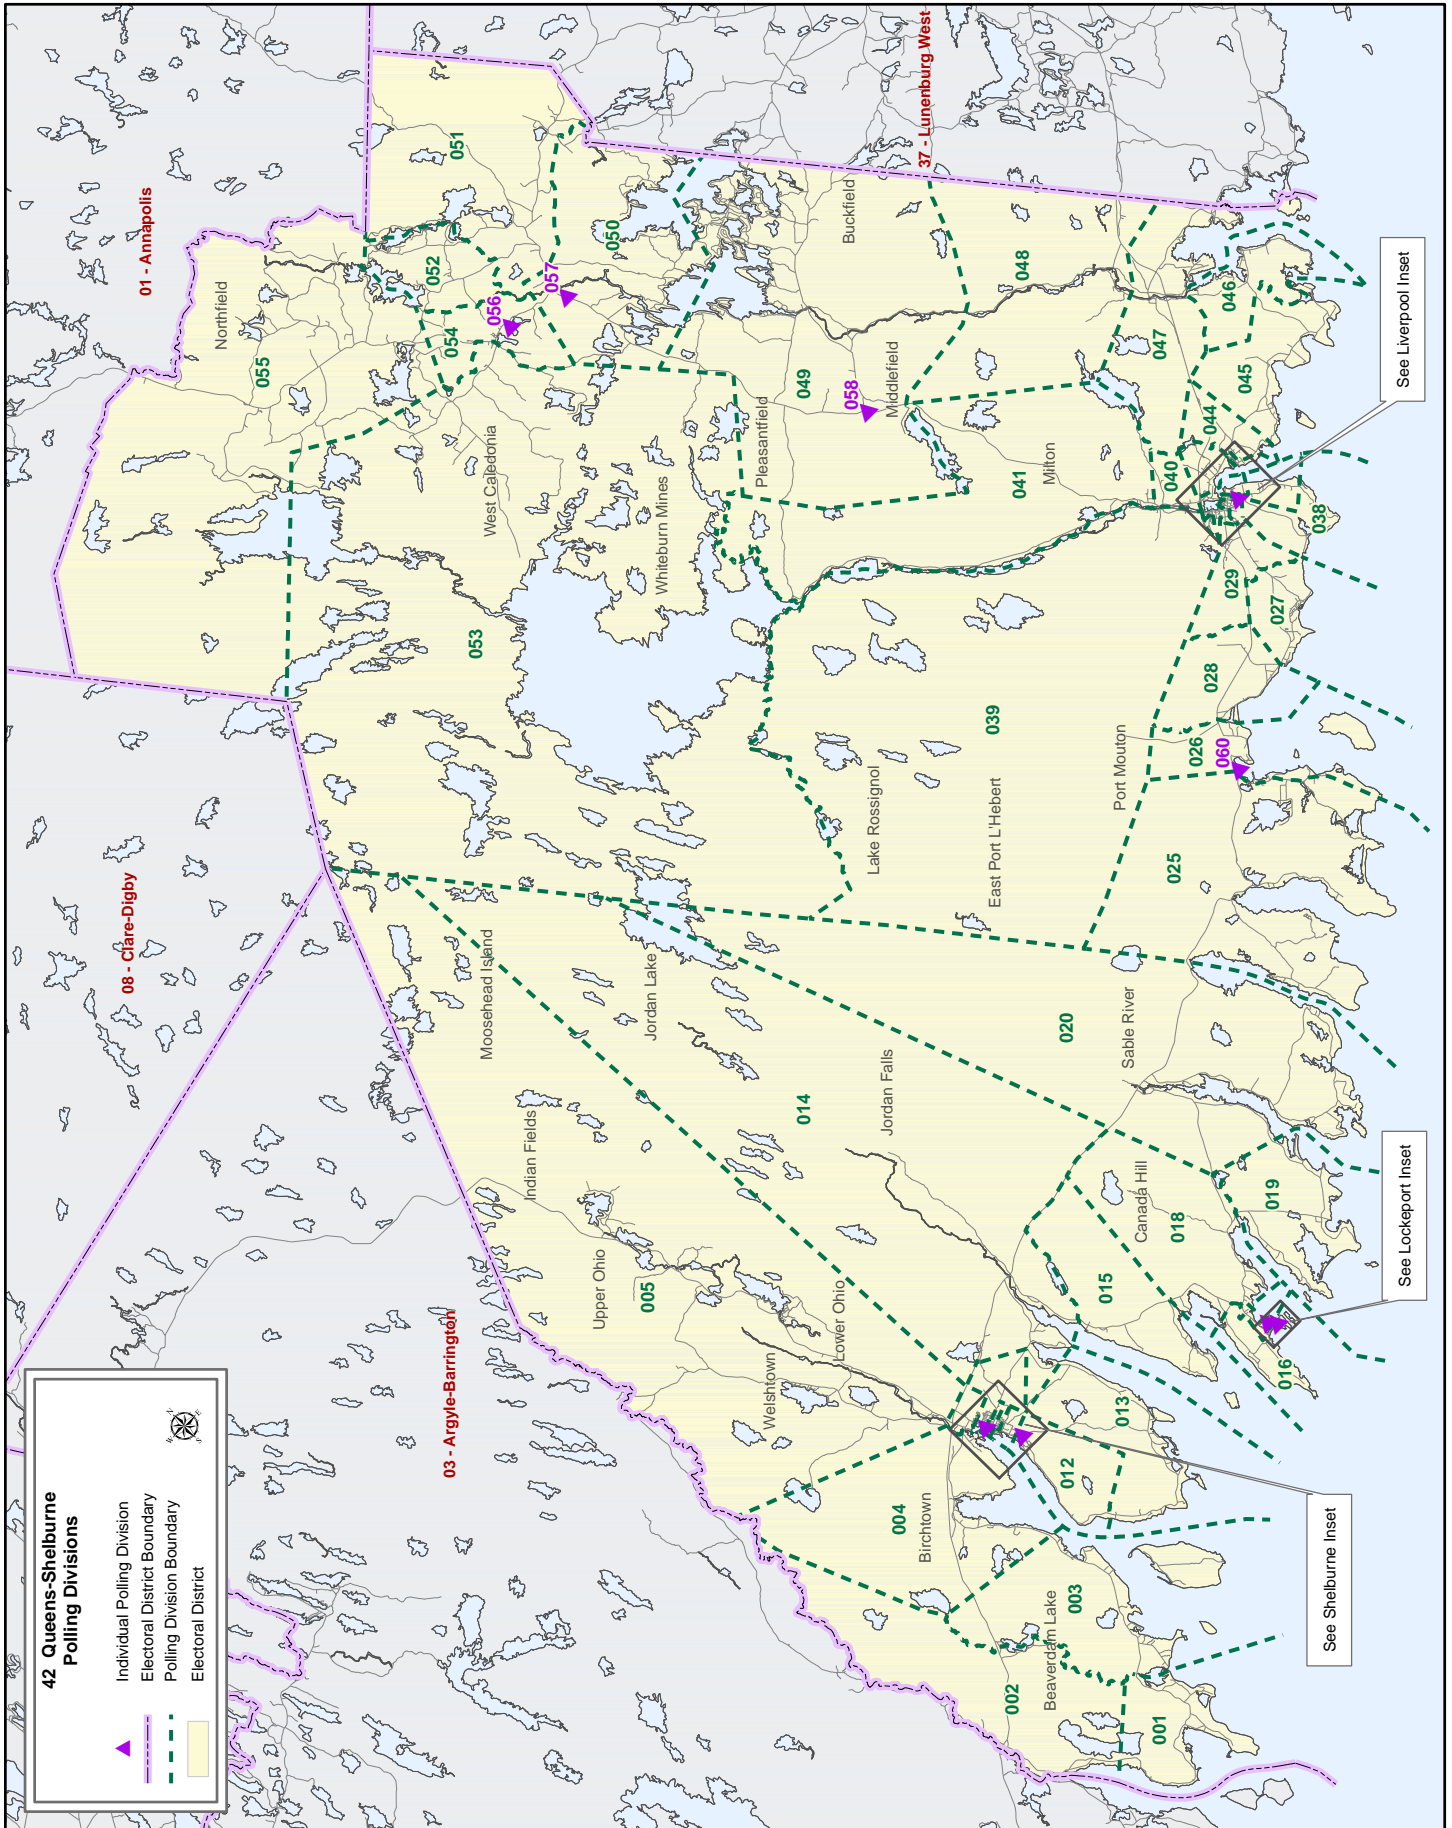 42 Queens-Shelburne
Polling Divisions
Individual Polling Division
Electoral District Boundary
Polling Division Boundary
Electoral District
01 - Annapolis
08 - Clare-Digby
03 - Argyle-Barrington
37 - Lunenburg West
Northfield
055
051
052
054
056
057
050
Buckfield
West Caledonia
Whiteburn Mines
053
Pleasantfield
049
058
Middlefield
048
041
Milton
047
046
045
044
040
038
See Liverpool Inset
029
027
028
026
060
Port Mouton
039
Lake Rossignol
East Port L'Hebert
025
Moosehead Island
Jordan Lake
020
Sable River
014
Jordan Falls
Indian Fields
Upper Ohio
005
Lower Ohio
Welshtown
Canada Hill
018
019
015
016
See Lockeport Inset
013
012
004
Birchtown
003
Beaverdam Lake
002
001
See Shelburne Inset